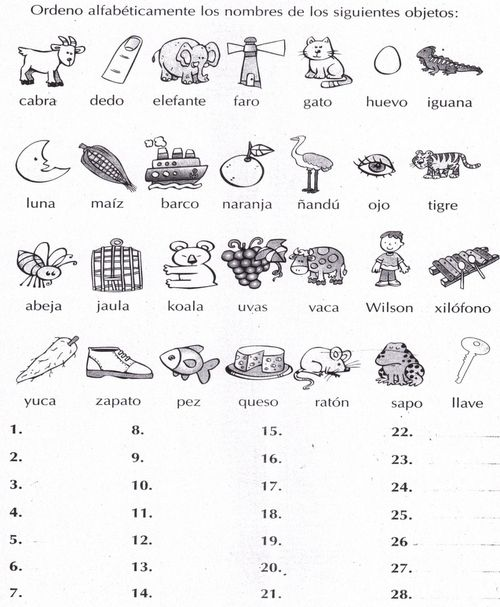 Ordeno alfabéticamente los nombres de los siguientes objetos:
cabra dedo elefante faro gato huevo iguana
luna maíz barco naranja ñandú ojo tigre
abeja jaula koala uvas vaca Wilson xilófono
yuca zapato pez queso ratón sapo llave
1. 8. 15. 22.
2. 9. 16. 23.
3. 10. 17. 24.
4. 11. 18. 25.
5. 12. 19. 26
6. 13. 20. 27.
7. 14. 21. 28.